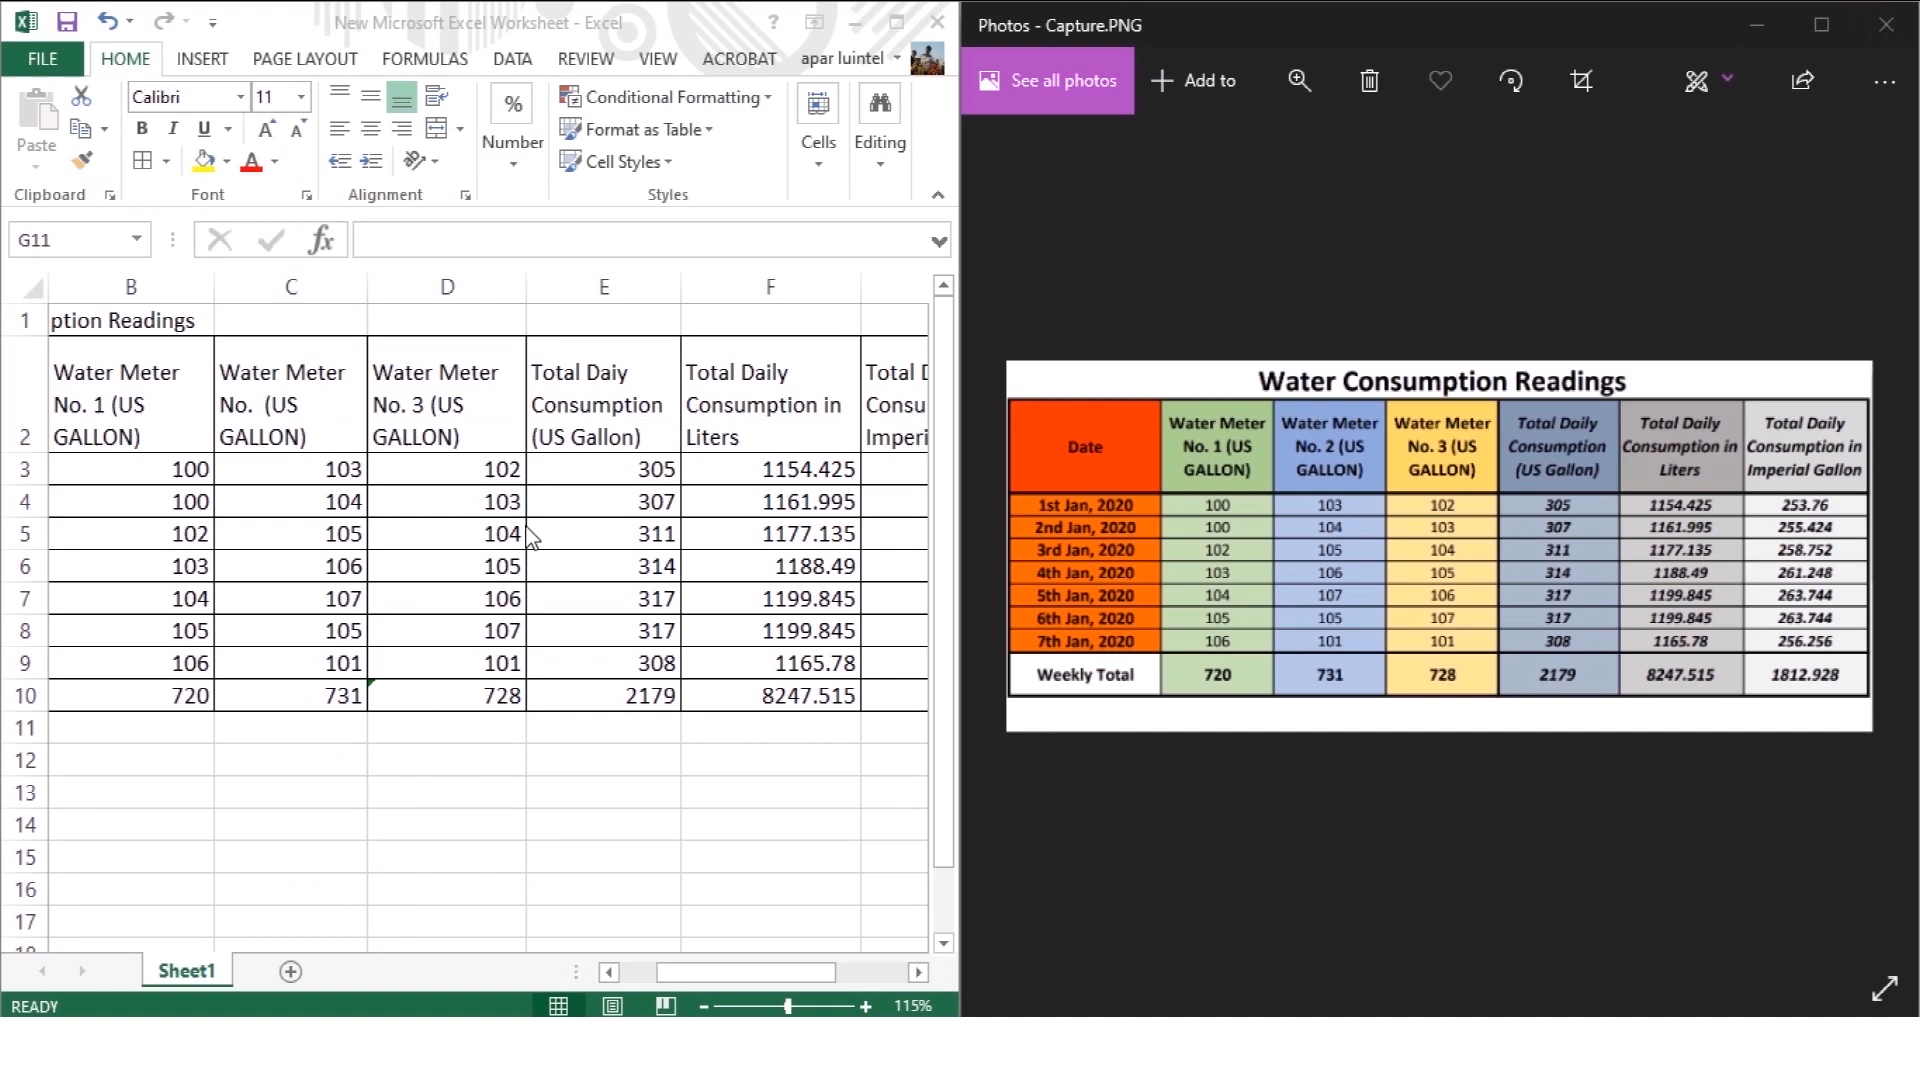 New Microsoft Excel Worksheet - Excel
FILE HOME INSERT PAGE LAYOUT FORMULAS DATA REVIEW VIEW ACROBAT apar luintel
Calibri 11
Paste
B I U
%
Number
Conditional Formatting
Format as Table
Cell Styles
Cells
Editing
Clipboard Font Alignment Styles
G11
fx
B C D E F
1 ption Readings
2 Water Meter No. 1 (US GALLON) Water Meter No.  (US GALLON) Water Meter No. 3 (US GALLON) Total Daiy Consumption (US Gallon) Total Daily Consumption in Liters Total Consu Imperi
3 100 103 102 305 1154.425
4 100 104 103 307 1161.995
5 102 105 104 311 1177.135
6 103 106 105 314 1188.49
7 104 107 106 317 1199.845
8 105 105 107 317 1199.845
9 106 101 101 308 1165.78
10 720 731 728 2179 8247.515
11
12
13
14
15
16
17
Sheet1
READY
115%
Photos - Capture.PNG
See all photos
Add to
Water Consumption Readings
Date Water Meter No. 1 (US GALLON) Water Meter No. 2 (US GALLON) Water Meter No. 3 (US GALLON) Total Daily Consumption (US Gallon) Total Daily Consumption in Liters Total Daily Consumption in Imperial Gallon
1st Jan, 2020 100 103 102 305 1154.425 253.76
2nd Jan, 2020 100 104 103 307 1161.995 255.424
3rd Jan, 2020 102 105 104 311 1177.135 258.752
4th Jan, 2020 103 106 105 314 1188.49 261.248
5th Jan, 2020 104 107 106 317 1199.845 263.744
6th Jan, 2020 105 105 107 317 1199.845 263.744
7th Jan, 2020 106 101 101 308 1165.78 256.256
Weekly Total 720 731 728 2179 8247.515 1812.928